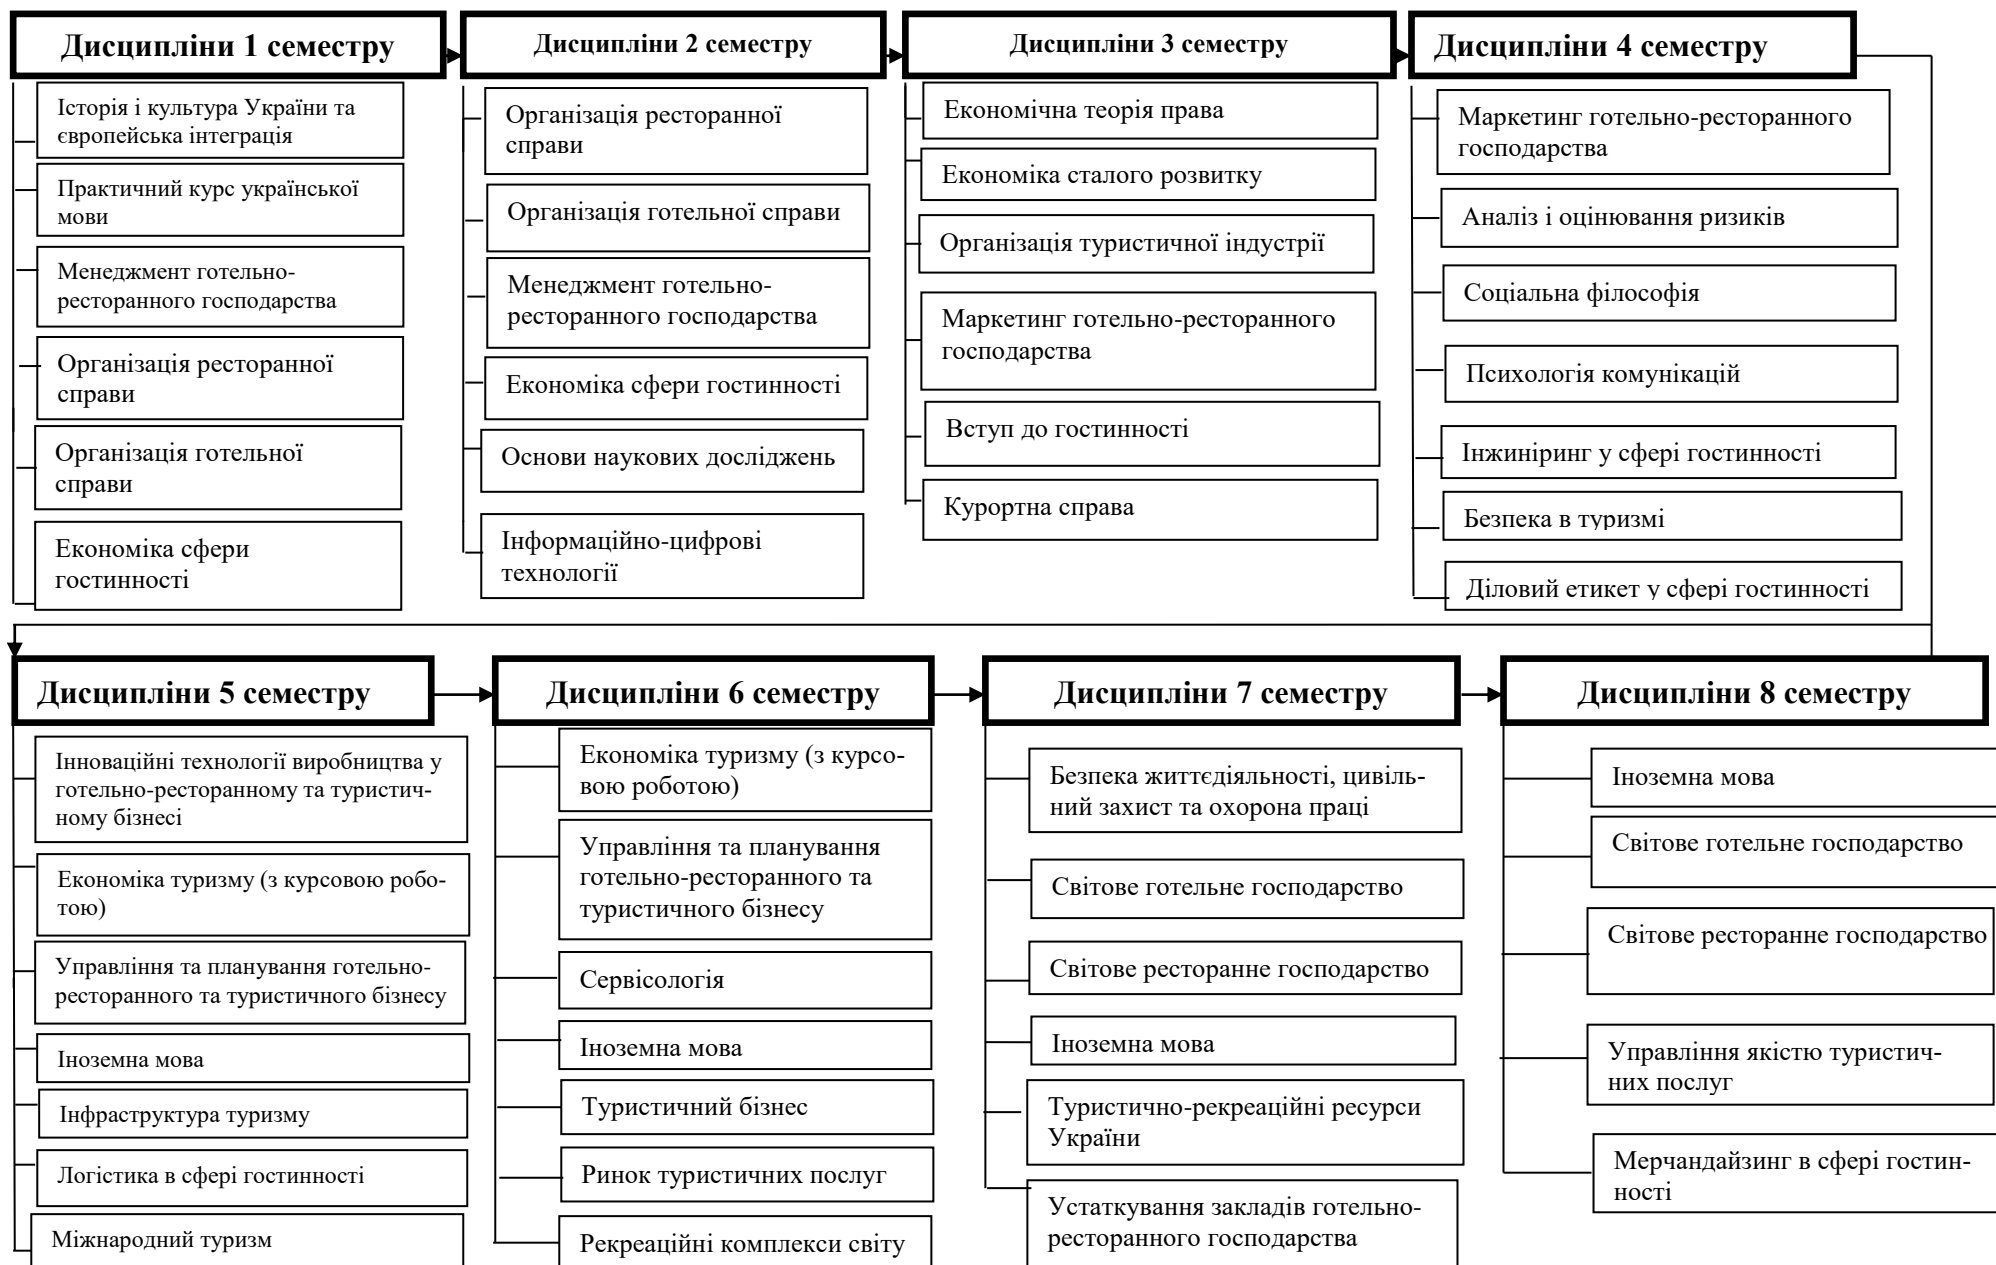 Дисципліни 1 семестру
Історія і культура України та
європейська інтеграція
Практичний курс української
мови
Менеджмент готельно-
ресторанного господарства
Організація ресторанної
справи
Організація готельної
справи
Економіка сфери
гостинності
Дисципліни 2 семестру
Організація ресторанної
справи
Організація готельної справи
Менеджмент готельно-
ресторанного господарства
Економіка сфери гостинності
Основи наукових досліджень
Інформаційно-цифрові
технології
Дисципліни 3 семестру
Економічна теорія права
Економіка сталого розвитку
Організація туристичної індустрії
Маркетинг готельно-ресторанного
господарства
Вступ до гостинності
Курортна справа
Дисципліни 4 семестру
Маркетинг готельно-ресторанного
господарства
Аналіз і оцінювання ризиків
Соціальна філософія
Психологія комунікацій
Інжиніринг у сфері гостинності
Безпека в туризмі
Діловий етикет у сфері гостинності
Дисципліни 5 семестру
Інноваційні технології виробництва у
готельно-ресторанному та туристич-
ному бізнесі
Економіка туризму (з курсовою робо-
тою)
Управління та планування готельно-
ресторанного та туристичного бізнесу
Іноземна мова
Інфраструктура туризму
Логістика в сфері гостинності
Міжнародний туризм
Дисципліни 6 семестру
Економіка туризму (з курсо-
вою роботою)
Управління та планування
готельно-ресторанного та
туристичного бізнесу
Сервісологія
Іноземна мова
Туристичний бізнес
Ринок туристичних послуг
Рекреаційні комплекси світу
Дисципліни 7 семестру
Безпека життєдіяльності, цивіль-
ний захист та охорона праці
Світове готельне господарство
Світове ресторанне господарство
Іноземна мова
Туристично-рекреаційні ресурси
України
Устаткування закладів готельно-
ресторанного господарства
Дисципліни 8 семестру
Іноземна мова
Світове готельне господарство
Світове ресторанне господарство
Управління якістю туристич-
них послуг
Мерчандайзинг в сфері гостин-
ності